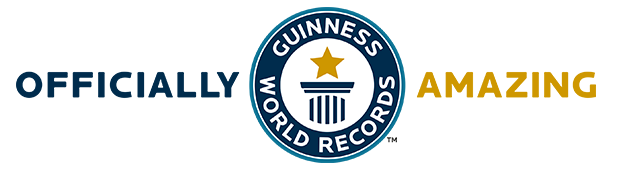 OFFICIALLY
GUINNESS
WORLD RECORDS
™
AMAZING